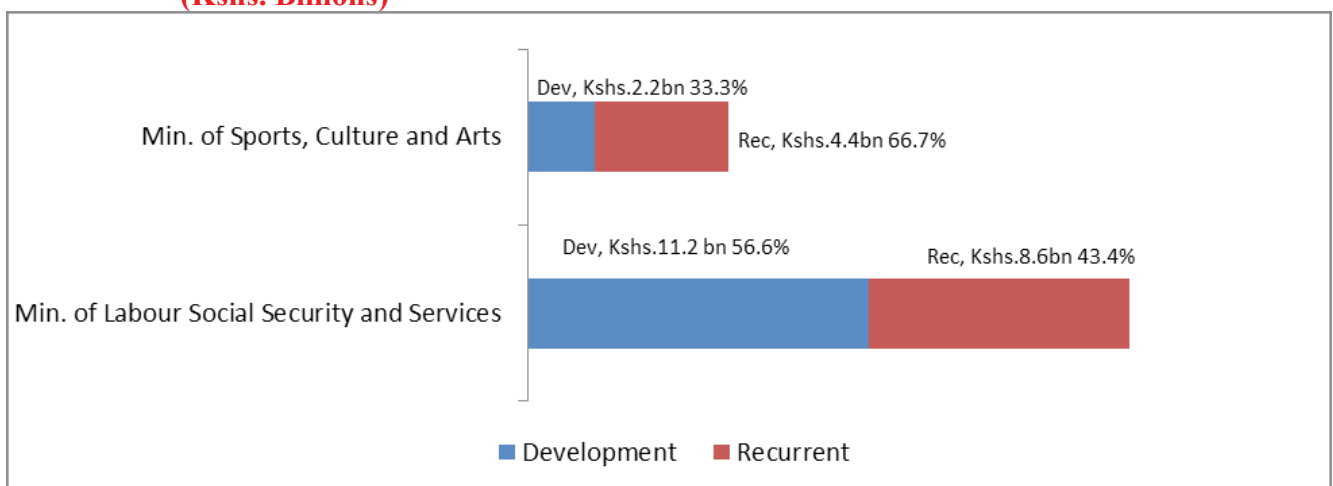 (Kshs. Billions)
Dev, Kshs.2.2bn 33.3%
Min. of Sports, Culture and Arts
Rec, Kshs.4.4bn 66.7%
Dev, Kshs.11.2 bn 56.6%
Rec, Kshs.8.6bn 43.4%
Min. of Labour Social Security and Services
Development
Recurrent